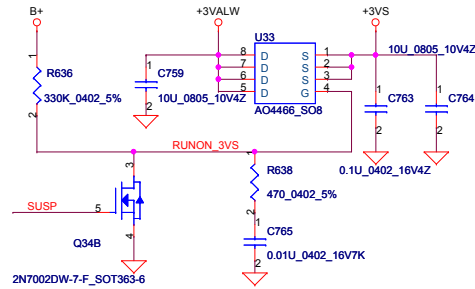 B+
+3VALW
+3VS
U33
8 D S 1
7 D S 2
6 D S 3
5 D G 4
AO4466_SO8
1
R636
330K_0402_5%
2
1
C759
10U_0805_10V4Z
2
10U_0805_10V4Z
1
C763
2
0.1U_0402_16V4Z
1
C764
2
RUNON_3VS
1
R638
470_0402_5%
2
SUSP
3
5
4
Q34B
2N7002DW-7-F_SOT363-6
1
C765
0.01U_0402_16V7K
2